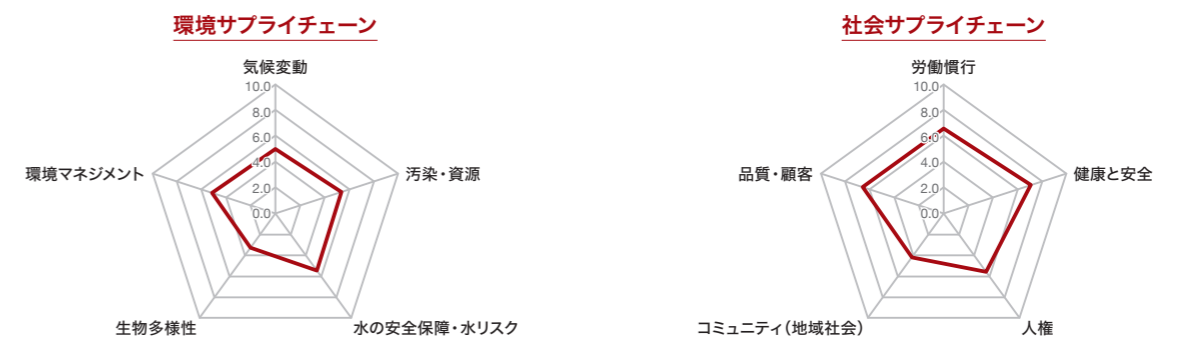 環境サプライチェーン
気候変動
10.0
8.0
6.0
4.0
2.0
0.0
環境マネジメント
汚染・資源
生物多様性
水の安全保障・水リスク
社会サプライチェーン
労働慣行
10.0
8.0
6.0
4.0
2.0
0.0
品質・顧客
健康と安全
コミュニティ（地域社会）
人権